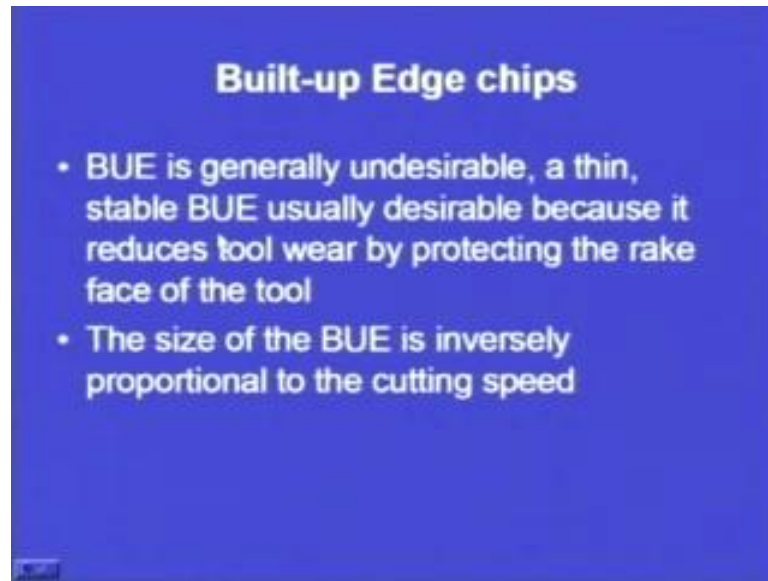 Built-up Edge chips
• BUE is generally undesirable, a thin,
stable BUE usually desirable because it
reduces tool wear by protecting the rake
face of the tool
• The size of the BUE is inversely
proportional to the cutting speed